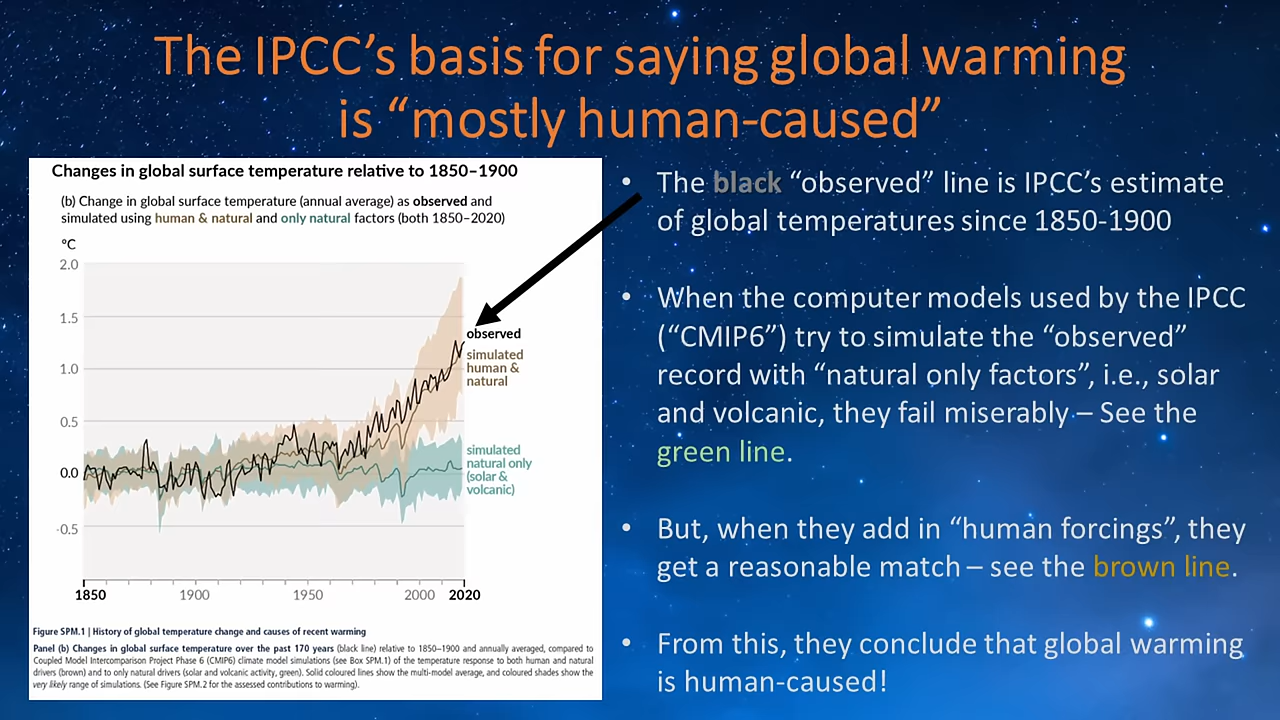 The IPCC’s basis for saying global warming
is “mostly human-caused”
Changes in global surface temperature relative to 1850–1900
(b) Change in global surface temperature (annual average) as observed and
simulated using human & natural and only natural factors (both 1850–2020)
°C
2.0
1.5
1.0
0.5
0.0
-0.5
observed
simulated
human &
natural
simulated
natural only
(solar &
volcanic)
1850
1900
1950
2000
2020
Figure SPM.1 | History of global temperature change and causes of recent warming
Panel (b) Changes in global surface temperature over the past 170 years (black line) relative to 1850–1900 and annually averaged, compared to
Coupled Model Intercomparison Project Phase 6 (CMIP6) climate model simulations (see Box SPM.1) of the temperature response to both human and natural
drivers (brown) and to only natural drivers (solar and volcanic activity, green). Solid coloured lines show the multi-model average, and coloured shades show the
very likely range of simulations. (See Figure SPM.2 for the assessed contributions to warming).
• The black “observed” line is IPCC’s estimate
of global temperatures since 1850-1900
• When the computer models used by the IPCC
(“CMIP6”) try to simulate the “observed”
record with “natural only factors”, i.e., solar
and volcanic, they fail miserably – See the
green line.
• But, when they add in “human forcings”, they
get a reasonable match – see the brown line.
• From this, they conclude that global warming
is human-caused!